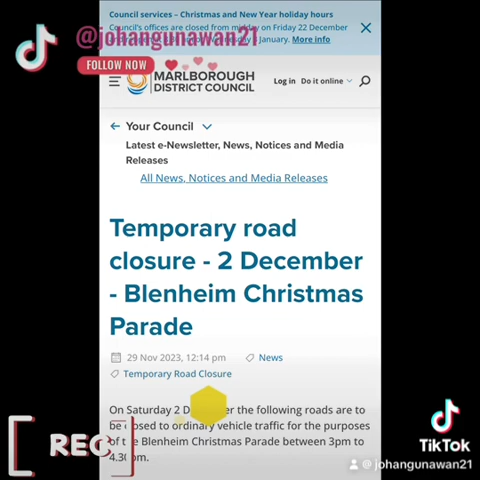 Council services – Christmas and New Year holiday hours
Council's offices are closed from midday on Friday 22 December
January. More info
@johangunawan21
FOLLOW NOW
MARLBOROUGH
DISTRICT COUNCIL
Log in Do it online
Your Council
Latest e-Newsletter, News, Notices and Media
Releases
All News, Notices and Media Releases
Temporary road
closure - 2 December
- Blenheim Christmas
Parade
29 Nov 2023, 12:14 pm News
Temporary Road Closure
On Saturday 2 the following roads are to
be closed to ordinary vehicle traffic for the purposes
of the Blenheim Christmas Parade between 3pm to
4.30pm.
REC
TikTok
@ johangunawan21